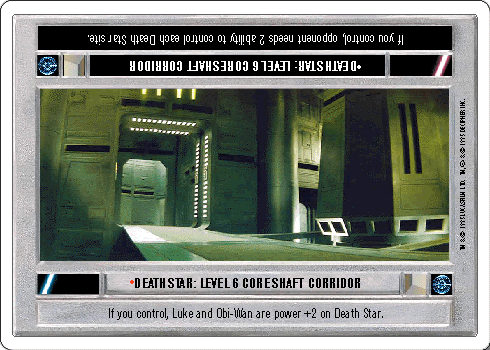 If you control, opponent needs 2 ability to control each Death Star site.
•DEATH STAR: LEVEL 6 CORESHAFT CORRIDOR
•DEATH STAR: LEVEL 6 CORESHAFT CORRIDOR
If you control, Luke and Obi-Wan are power +2 on Death Star.